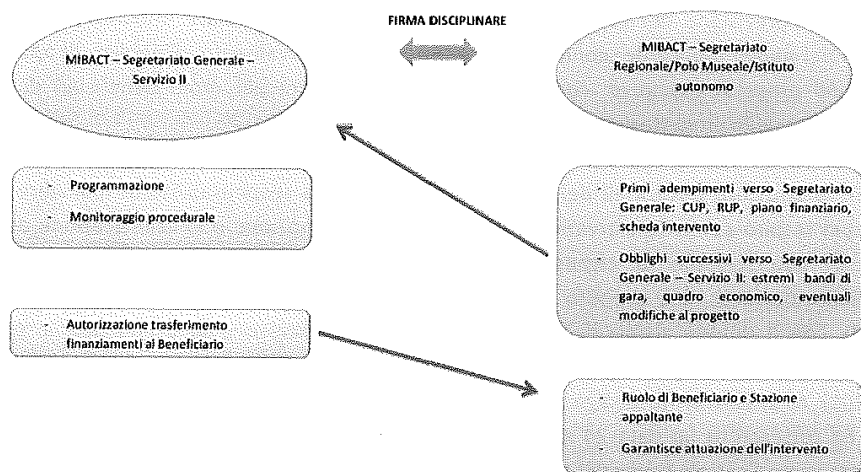 FIRMA DISCIPLINARE
MIBACT – Segretariato Generale –
Servizio II
MIBACT – Segretariato
Regionale/Polo Museale/Istituto
autonomo
- Programmazione
- Monitoraggio procedurale
- Primi adempimenti verso Segretariato
Generale: CUP, RUP, piano finanziario,
scheda intervento
- Obblighi successivi verso Segretariato
Generale – Servizio II: estremi bandi di
gara, quadro economico, eventuali
modifiche al progetto
- Autorizzazione trasferimento
finanziamenti al Beneficiario
- Ruolo di Beneficiario e Stazione
appaltante
- Garantisce attuazione dell'intervento